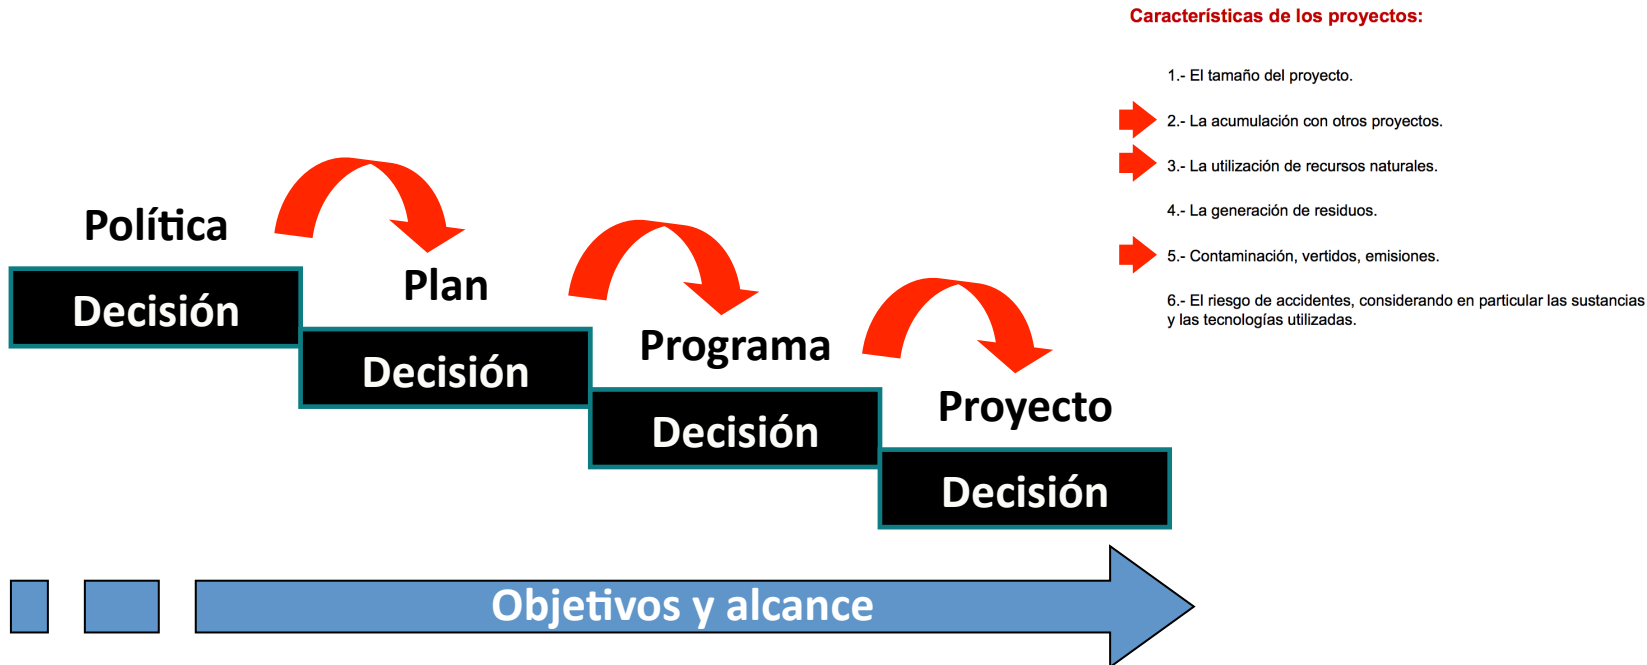 Características de los proyectos:
1.- El tamaño del proyecto.
2.- La acumulación con otros proyectos.
3.- La utilización de recursos naturales.
4.- La generación de residuos.
5.- Contaminación, vertidos, emisiones.
6.- El riesgo de accidentes, considerando en particular las sustancias
y las tecnologías utilizadas.
Política
Decisión
Plan
Decisión
Programa
Decisión
Proyecto
Decisión
Objetivos y alcance